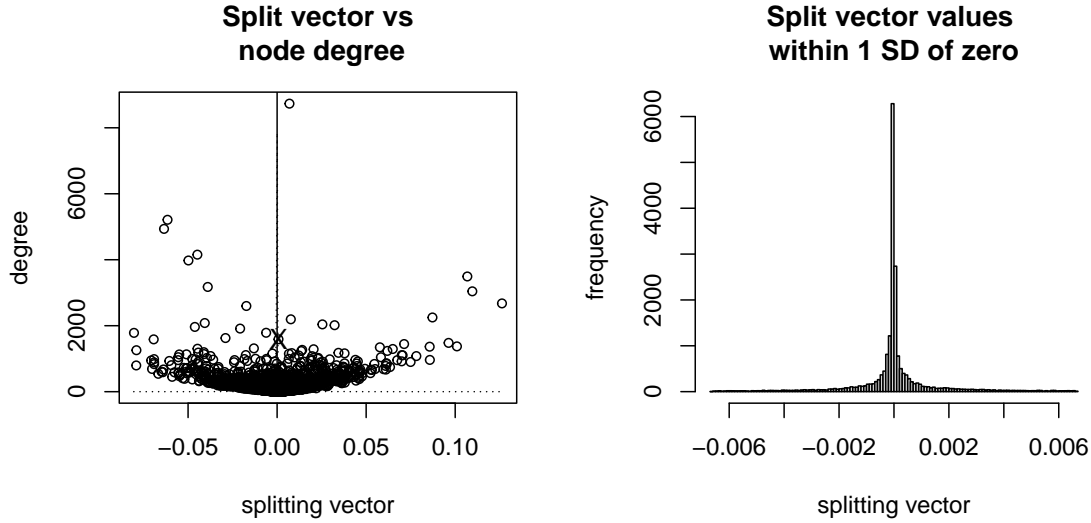 Split vector vs
node degree
degree
0
2000
6000
−0.05
0.00
0.05
0.10
X
splitting vector
Split vector values
within 1 SD of zero
frequency
0
2000
4000
6000
−0.006
−0.002
0.002
0.006
splitting vector